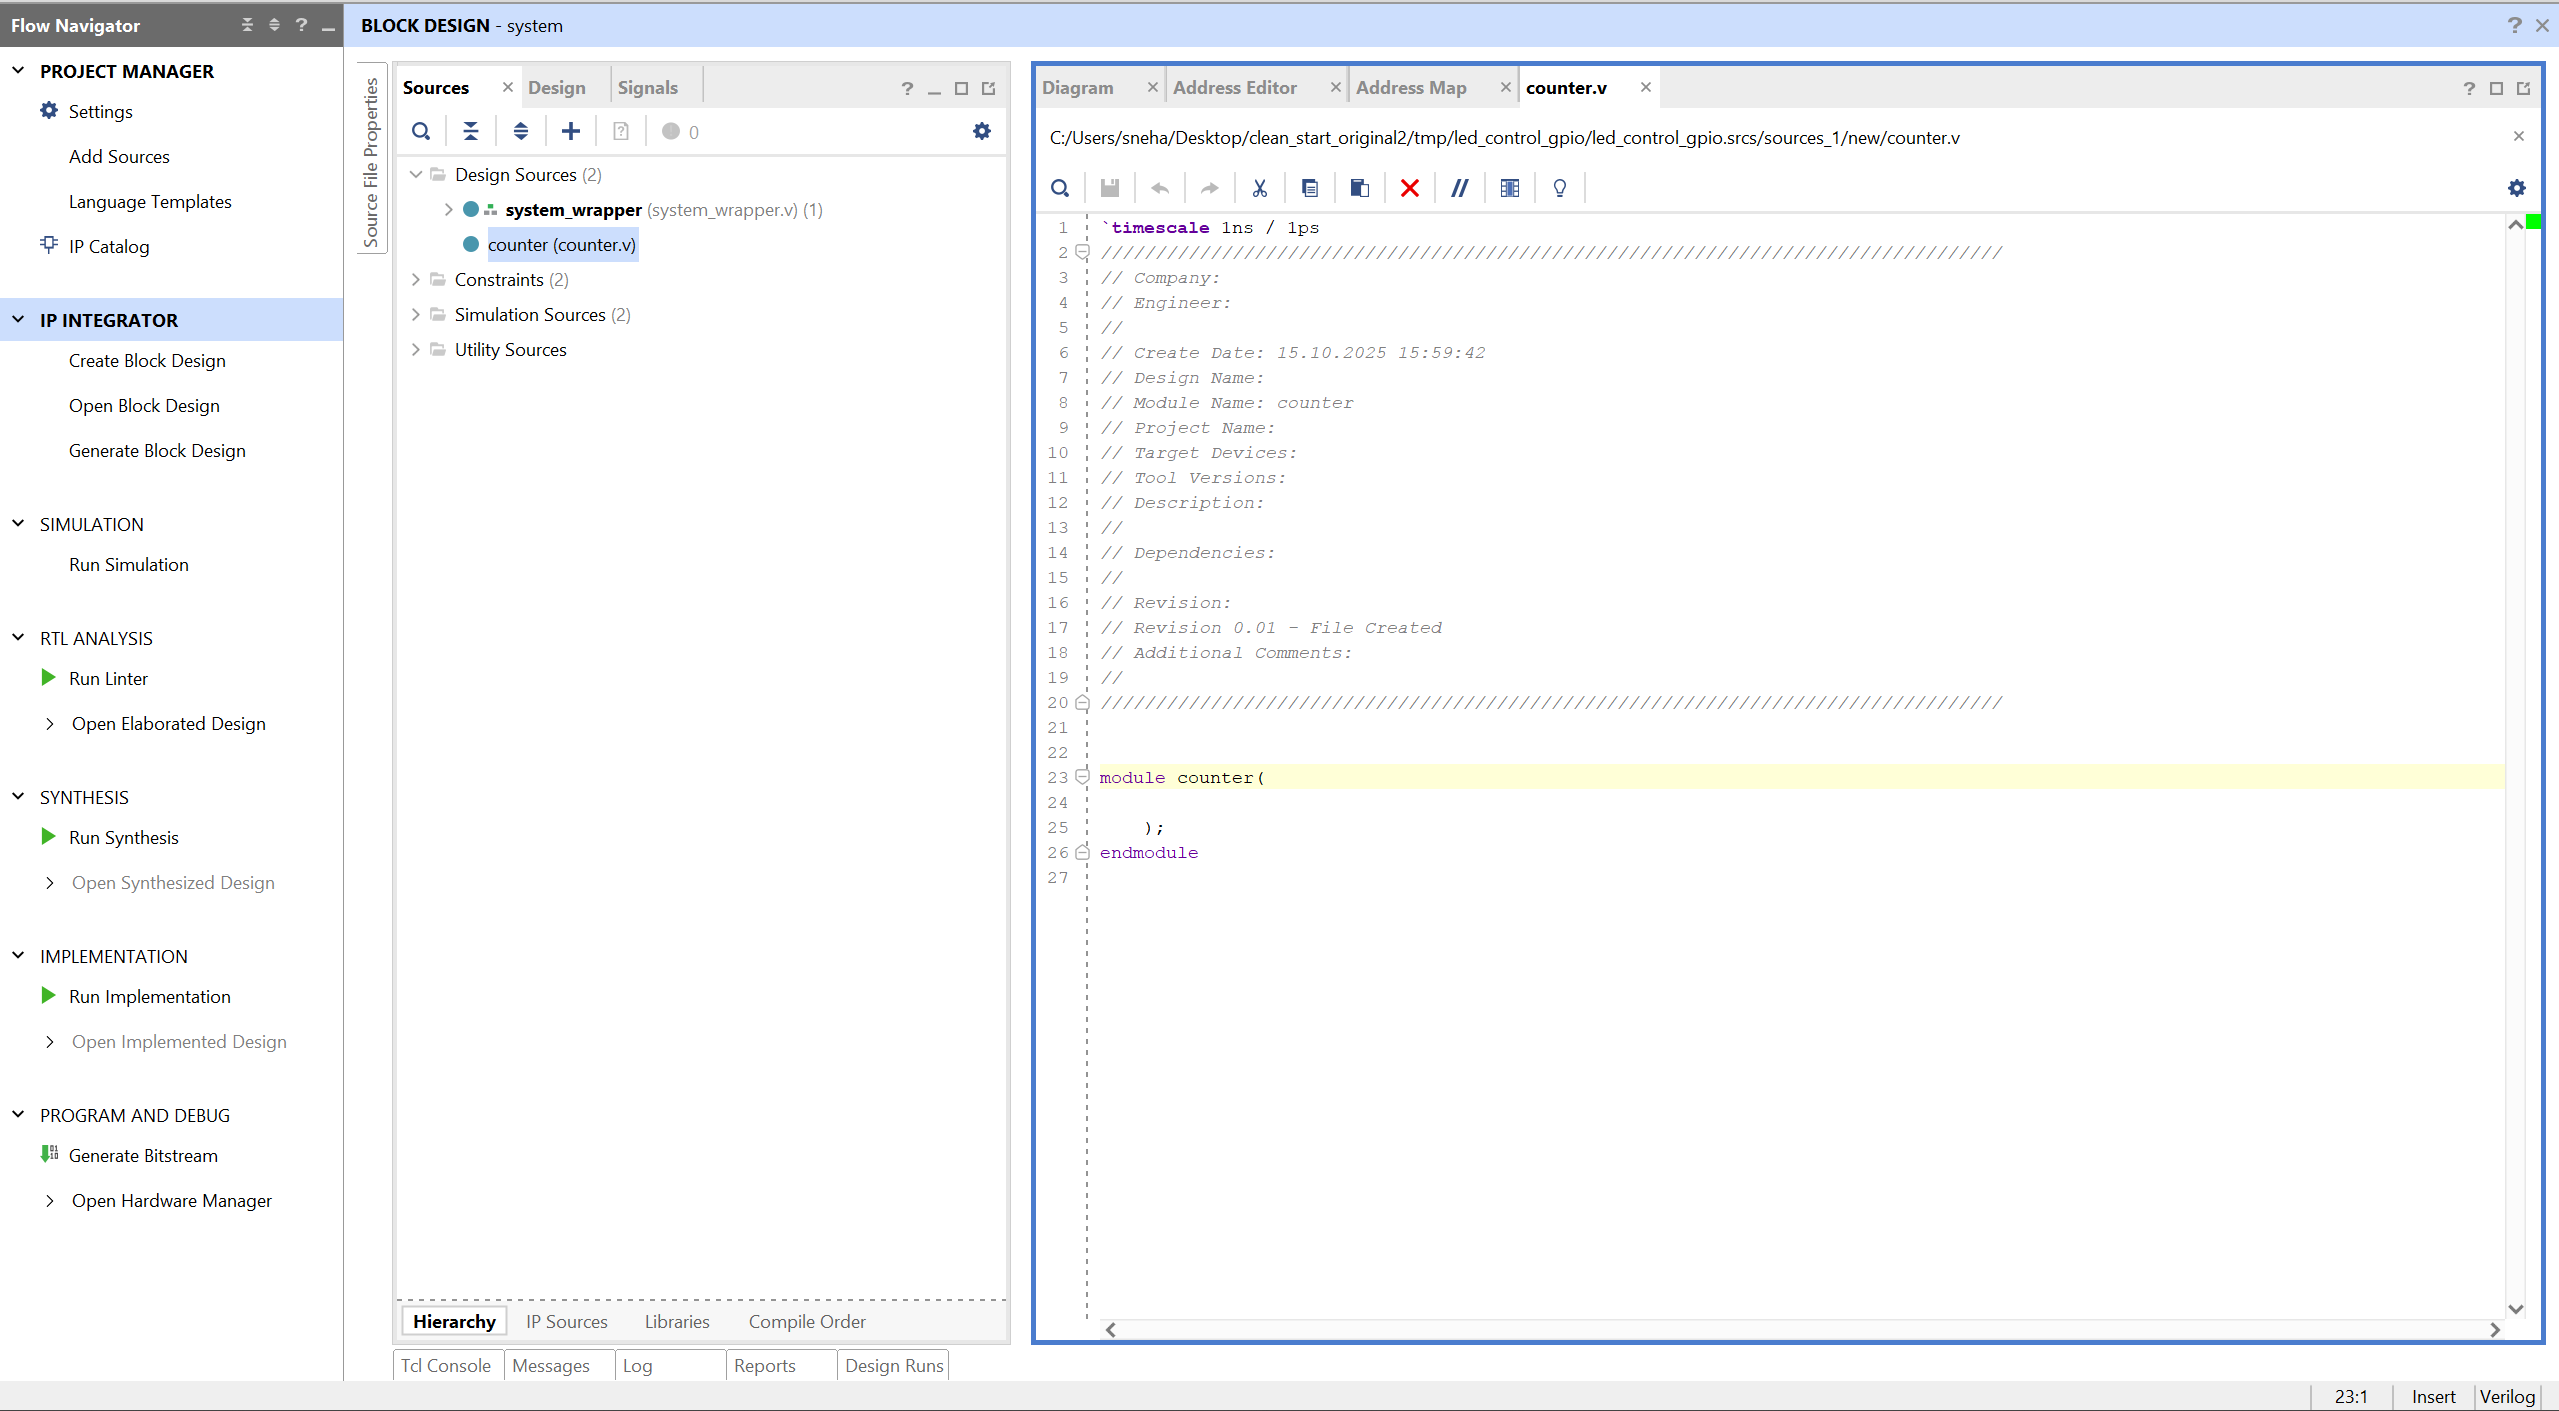 Flow Navigator
?
BLOCK DESIGN - system
?
PROJECT MANAGER
Settings
Add Sources
Language Templates
IP Catalog
IP INTEGRATOR
Create Block Design
Open Block Design
Generate Block Design
SIMULATION
Run Simulation
RTL ANALYSIS
Run Linter
Open Elaborated Design
SYNTHESIS
Run Synthesis
Open Synthesized Design
IMPLEMENTATION
Run Implementation
Open Implemented Design
PROGRAM AND DEBUG
Generate Bitstream
Open Hardware Manager
Source File Properties
Sources
Design
Signals
?
0
Design Sources (2)
system_wrapper (system_wrapper.v) (1)
counter (counter.v)
Constraints (2)
Simulation Sources (2)
Utility Sources
Hierarchy
IP Sources
Libraries
Compile Order
Tcl Console
Messages
Log
Reports
Design Runs
Diagram
Address Editor
Address Map
counter.v
?
C:/Users/sneha/Desktop/clean_start_original2/tmp/led_control_gpio/led_control_gpio.srcs/sources_1/new/counter.v
1 `timescale 1ns / 1ps
2 //////////////////////////////////////////////////////////////////////////////////
3 // Company:
4 // Engineer:
5 //
6 // Create Date: 15.10.2025 15:59:42
7 // Design Name:
8 // Module Name: counter
9 // Project Name:
10 // Target Devices:
11 // Tool Versions:
12 // Description:
13 //
14 // Dependencies:
15 //
16 // Revision:
17 // Revision 0.01 - File Created
18 // Additional Comments:
19 //
20 //////////////////////////////////////////////////////////////////////////////////
21
22
23 module counter(
24
25     );
26 endmodule
27
23:1
Insert
Verilog